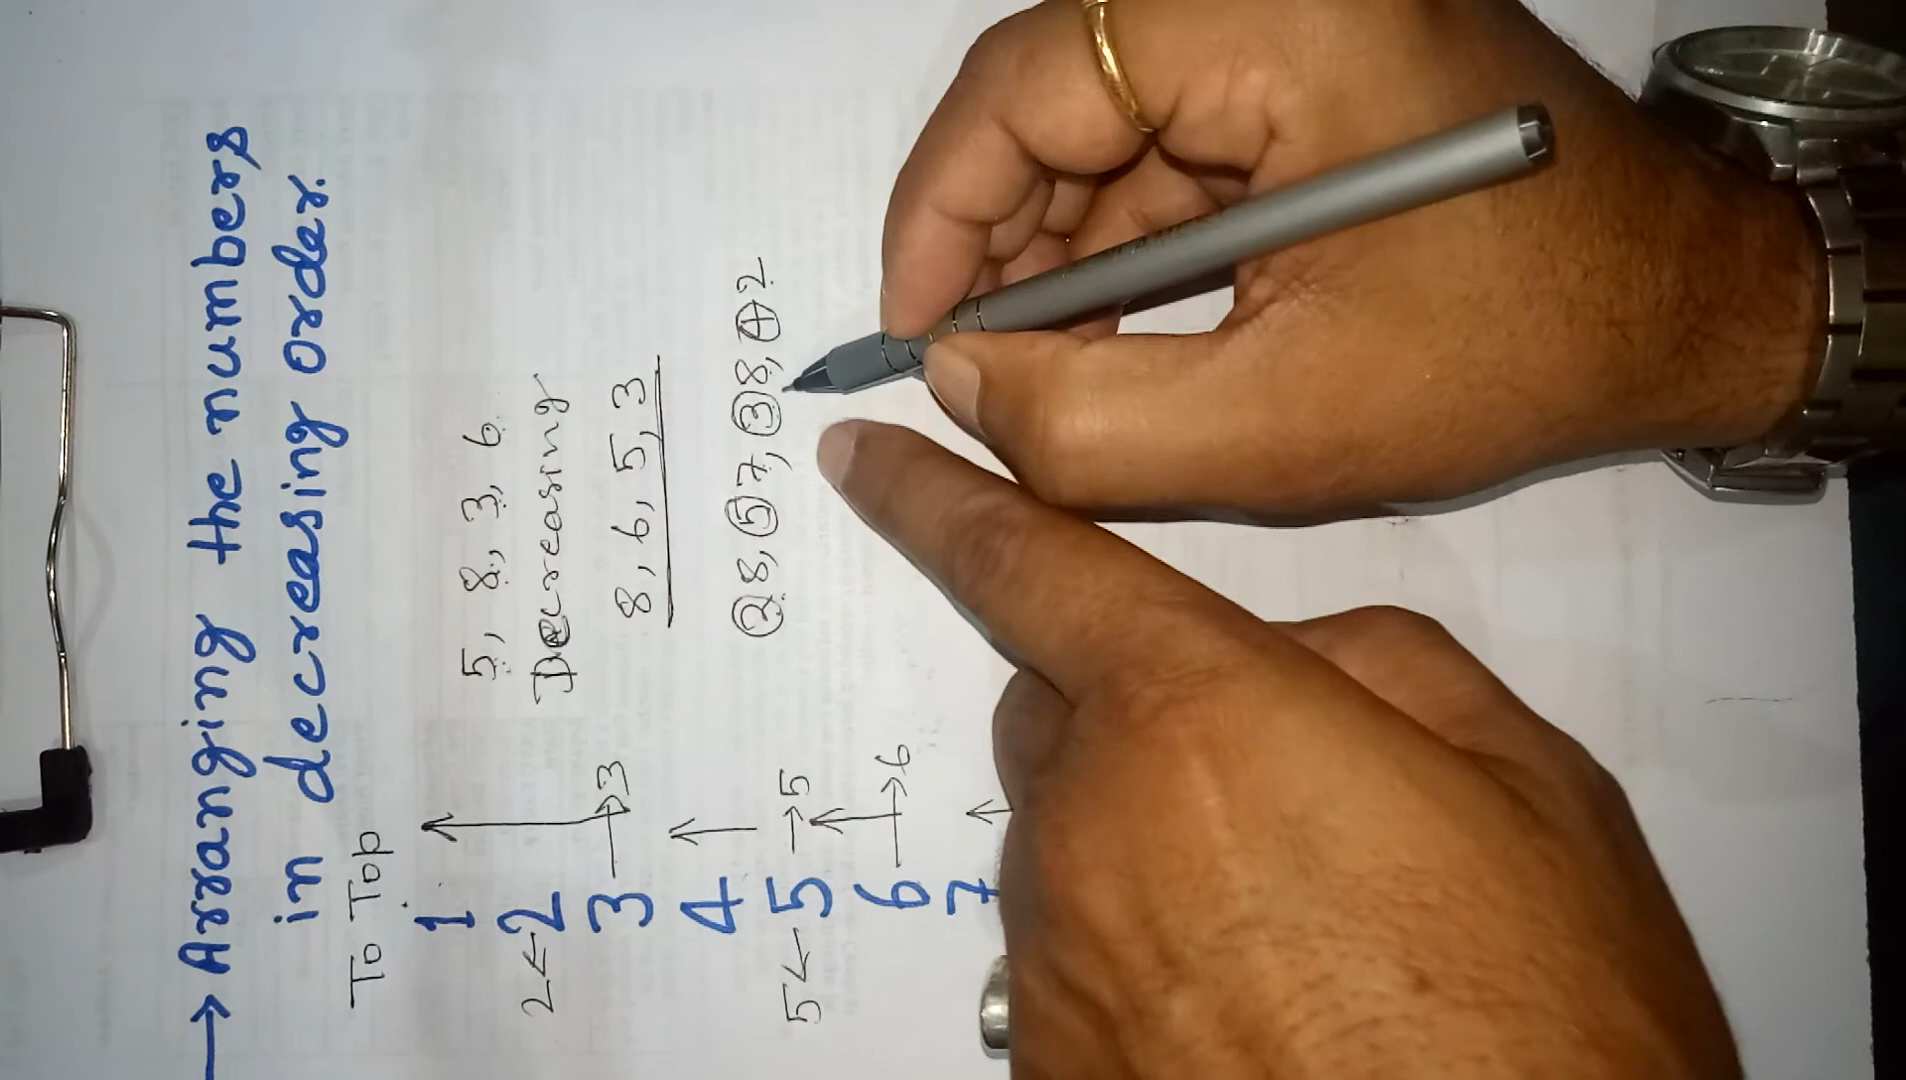 → Arranging the numbers
in decreasing order.
To Top
1
2 ← 2
3 → 3
4
5 ← 5 → 5
6 → 6
7
5, 8, 3, 6
Decreasing
8, 6, 5, 3
8, 5 7, 3 8, 4 2